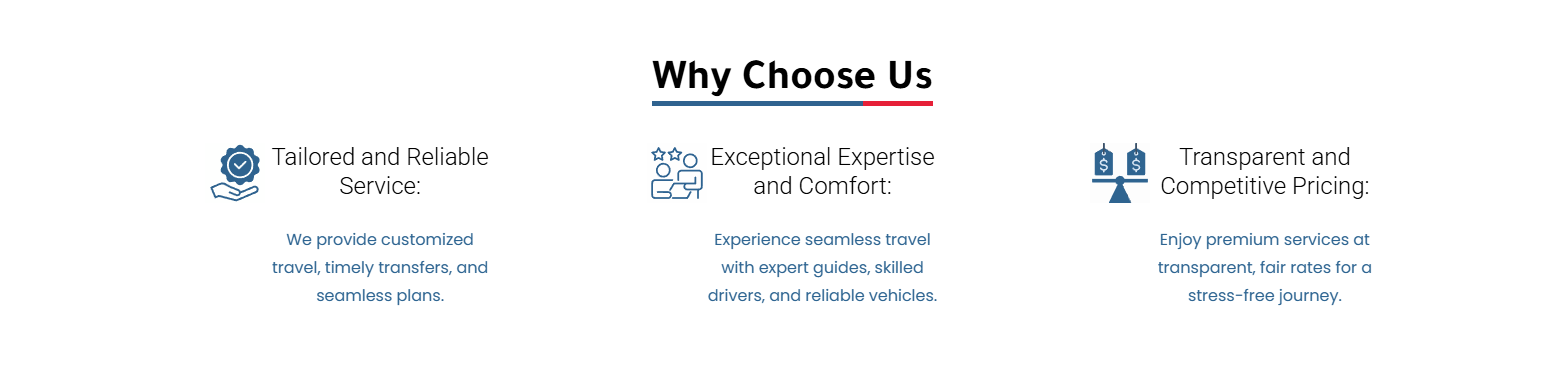 Why Choose Us
Tailored and Reliable
Service:
We provide customized
travel, timely transfers, and
seamless plans.
Exceptional Expertise
and Comfort:
Experience seamless travel
with expert guides, skilled
drivers, and reliable vehicles.
$ $
Transparent and
Competitive Pricing:
Enjoy premium services at
transparent, fair rates for a
stress-free journey.